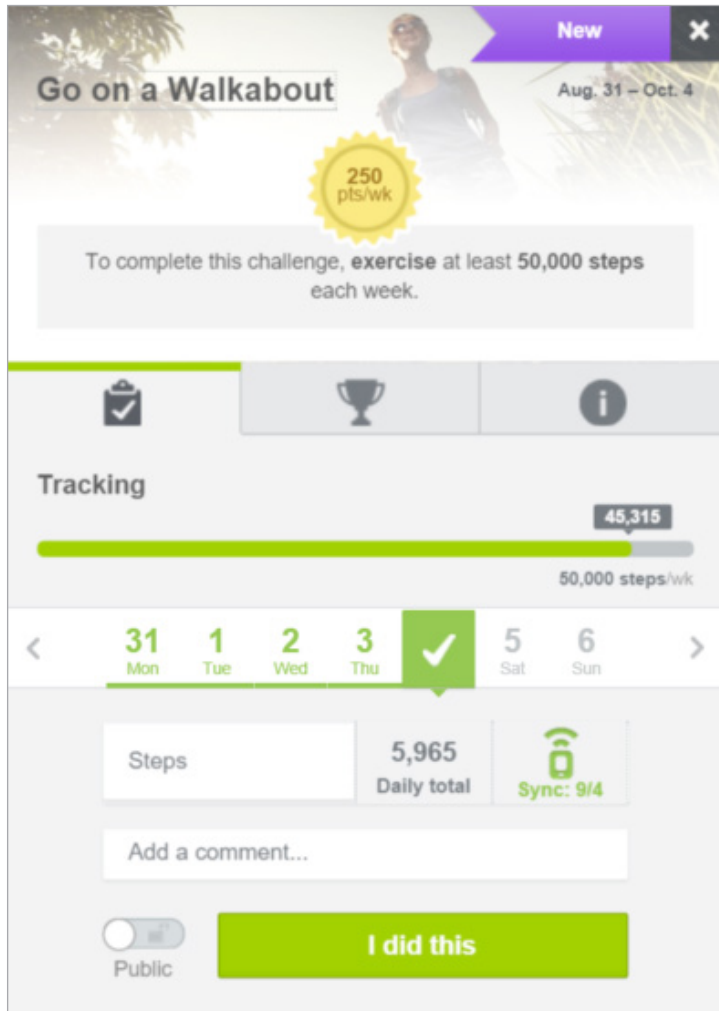 New
Go on a Walkabout
Aug. 31 – Oct. 4
250
pts/wk
To complete this challenge, exercise at least 50,000 steps
each week.
Tracking
45,315
50,000 steps/wk
31 1 2 3 5 6
Mon Tue Wed Thu Sat Sun
Steps
5,965
Daily total
Sync: 9/4
Add a comment...
Public
I did this